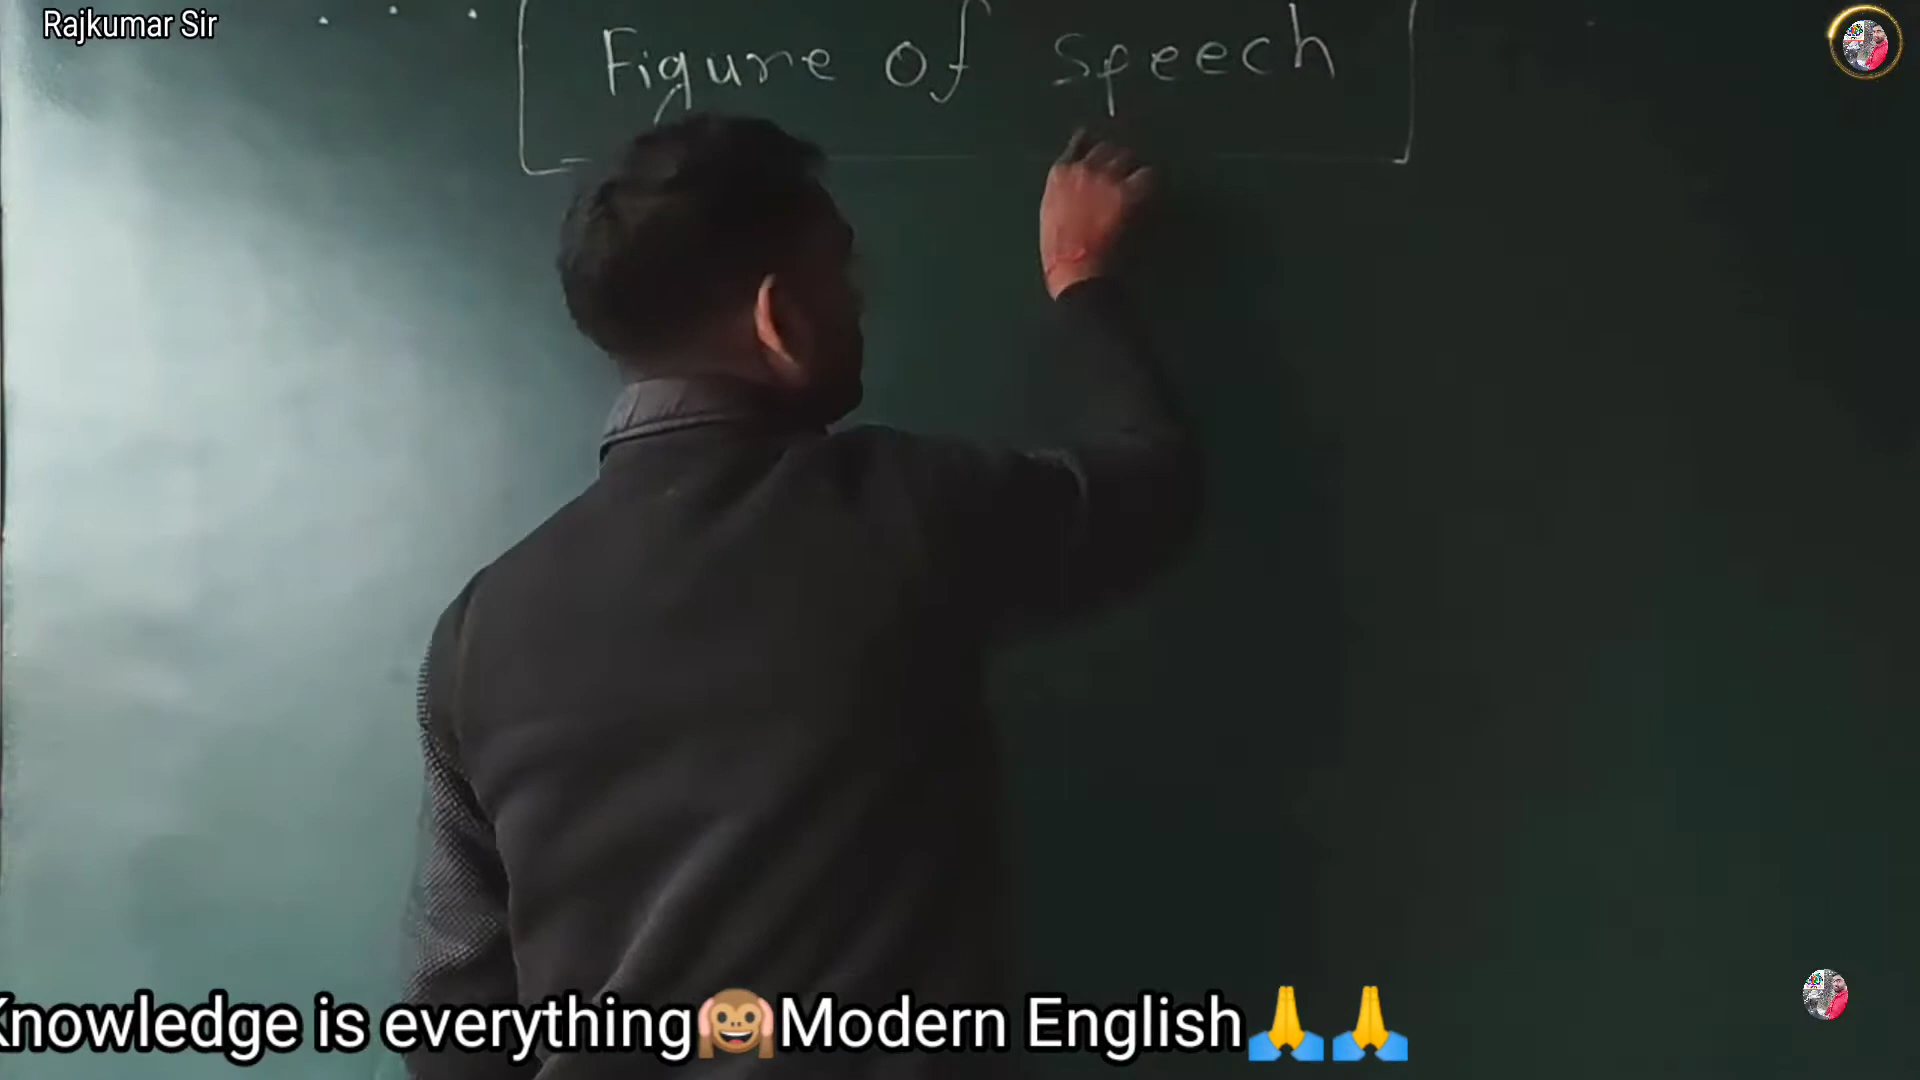 Rajkumar Sir
Figure of Speech
Knowledge is everything🙉Modern English🙏🙏